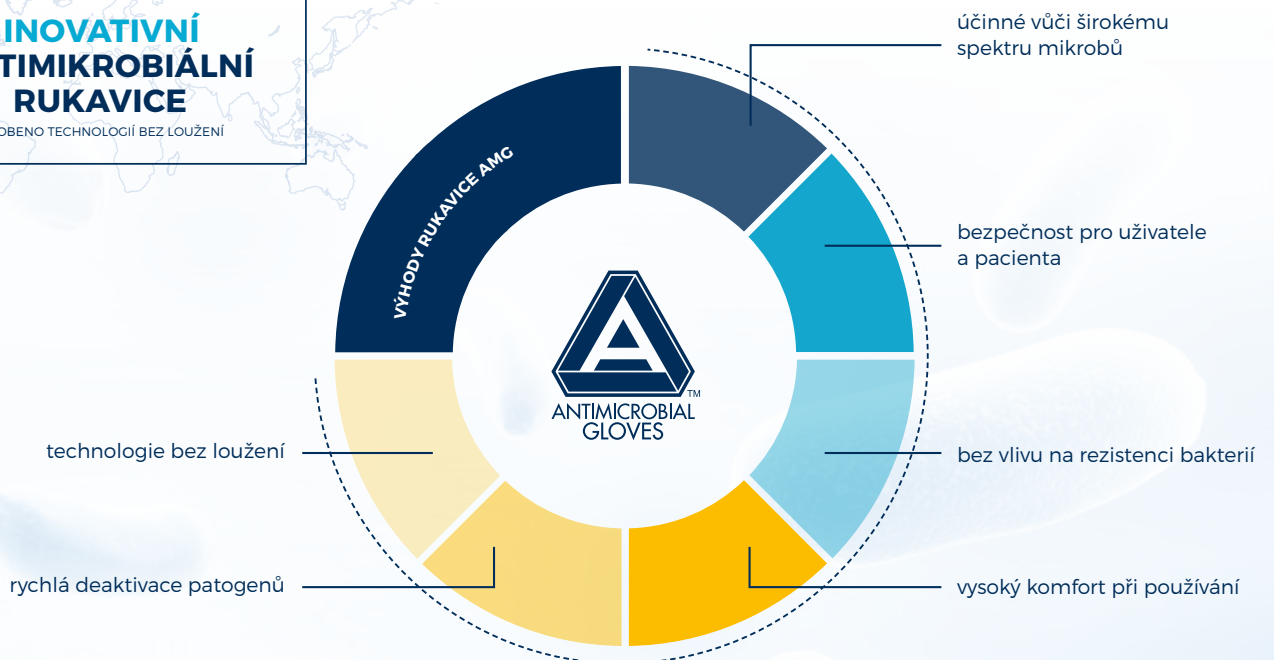 INOVATIVNÍ
TIMIKROBIÁLNÍ
RUKAVICE
OBENO TECHNOLOGIÍ BEZ LOUŽENÍ
účinné vůči širokému
spektru mikrobů
VÝHODY RUKAVICE AMG
bezpečnost pro uživatele
a pacienta
A
TM
ANTIMICROBIAL
GLOVES
technologie bez loužení
bez vlivu na rezistenci bakterií
rychlá deaktivace patogenů
vysoký komfort při používání